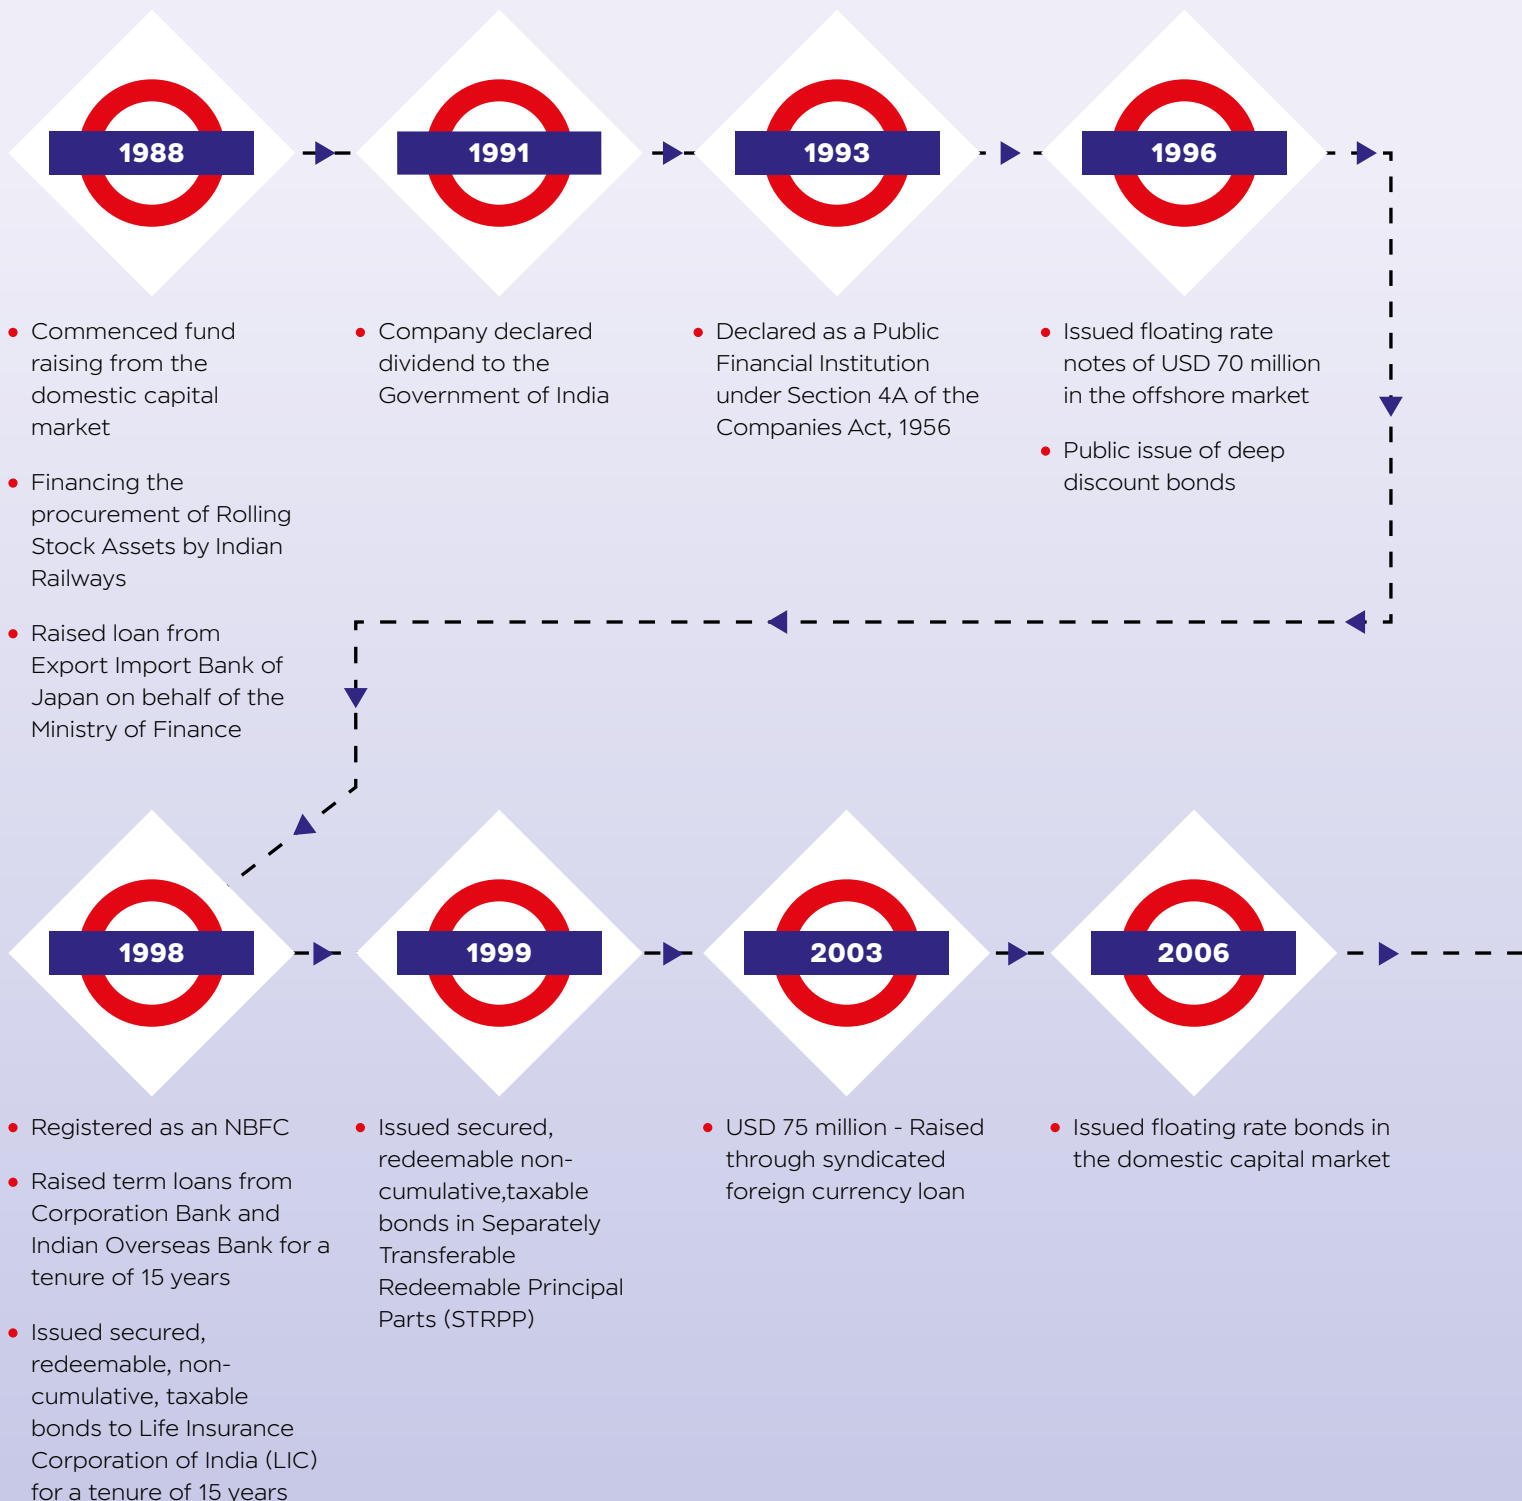 1988
Commenced fund
raising from the
domestic capital
market
Financing the
procurement of Rolling
Stock Assets by Indian
Railways
Raised loan from
Export Import Bank of
Japan on behalf of the
Ministry of Finance
1991
Company declared
dividend to the
Government of India
1993
Declared as a Public
Financial Institution
under Section 4A of the
Companies Act, 1956
1996
Issued floating rate
notes of USD 70 million
in the offshore market
Public issue of deep
discount bonds
1998
Registered as an NBFC
Raised term loans from
Corporation Bank and
Indian Overseas Bank for a
tenure of 15 years
Issued secured,
redeemable, non-
cumulative, taxable
bonds to Life Insurance
Corporation of India (LIC)
for a tenure of 15 years
1999
Issued secured,
redeemable non-
cumulative,taxable
bonds in Separately
Transferable
Redeemable Principal
Parts (STRPP)
2003
USD 75 million - Raised
through syndicated
foreign currency loan
2006
Issued floating rate bonds in
the domestic capital market